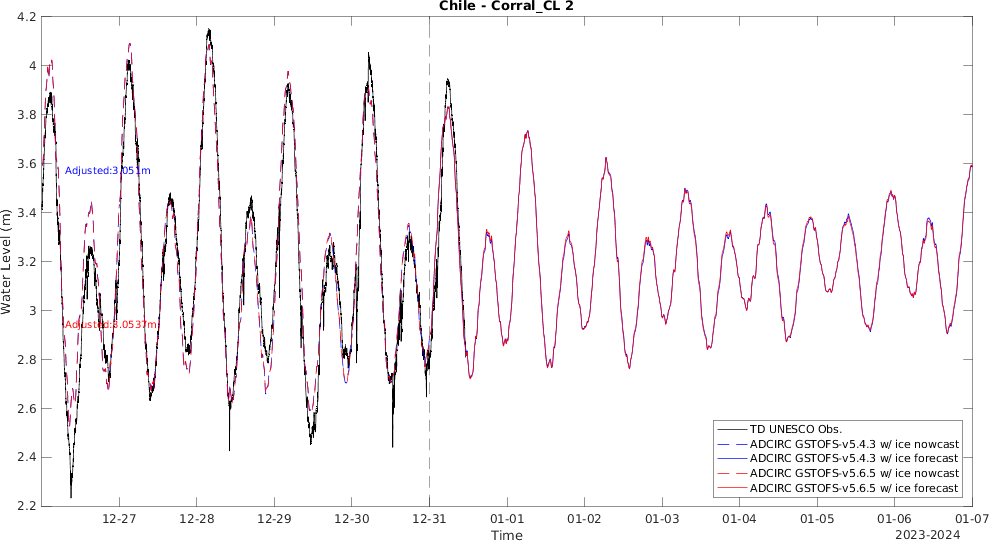 Chile - Corral_CL 2
4.2
4
3.8
3.6
3.4
3.2
3
2.8
2.6
2.4
2.2
Water Level (m)
Adjusted:3.051m
Adjusted:3.0537m
TD UNESCO Obs.
ADCIRC GSTOFS-v5.4.3 w/ ice nowcast
ADCIRC GSTOFS-v5.4.3 w/ ice forecast
ADCIRC GSTOFS-v5.6.5 w/ ice nowcast
ADCIRC GSTOFS-v5.6.5 w/ ice forecast
12-27 12-28 12-29 12-30 12-31 01-01 01-02 01-03 01-04 01-05 01-06 01-07
Time
2023-2024